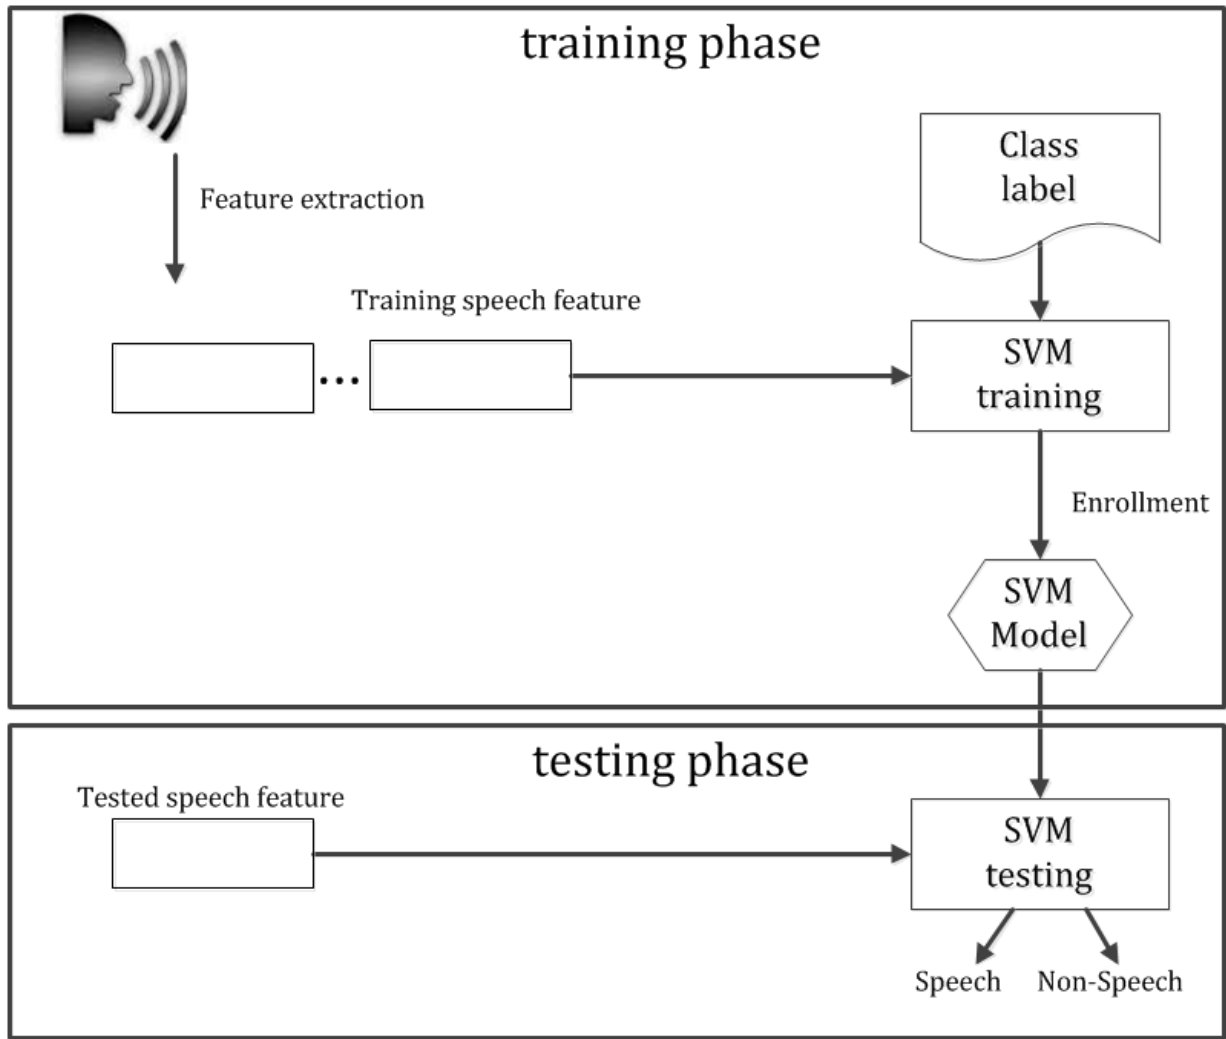 training phase
Class
label
Feature extraction
Training speech feature
...
SVM
training
Enrollment
SVM
Model
testing phase
Tested speech feature
SVM
testing
Speech
Non-Speech